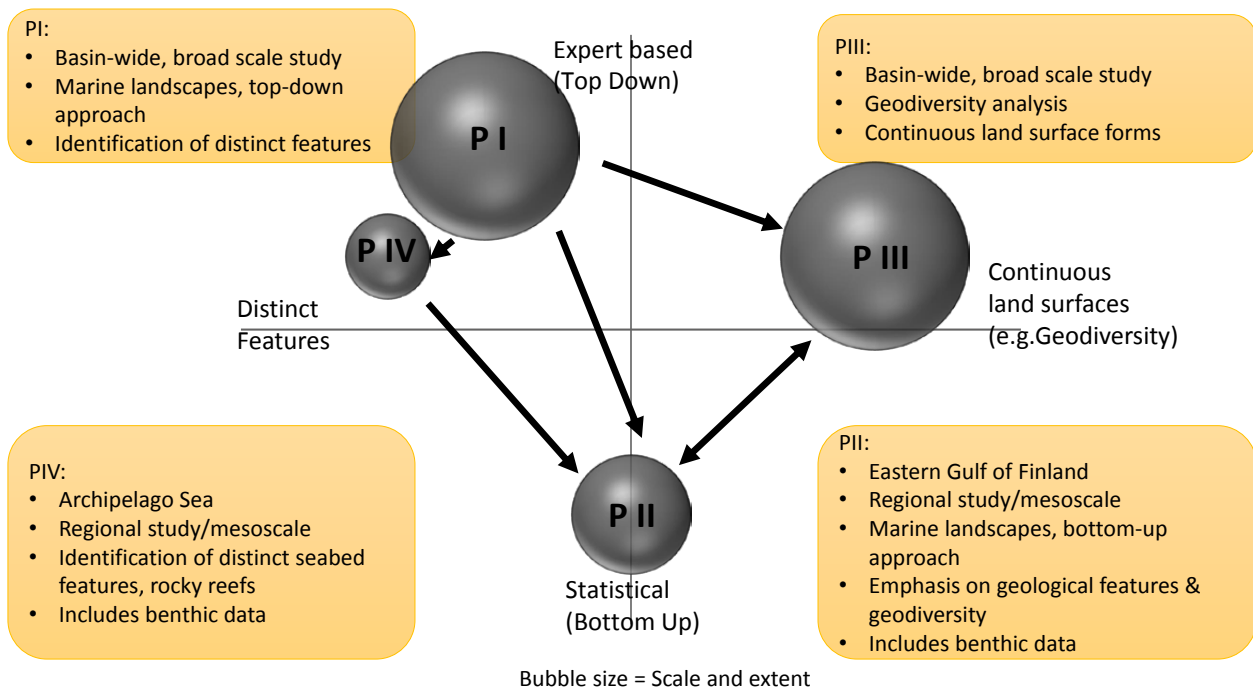 PI:
• Basin-wide, broad scale study
• Marine landscapes, top-down
approach
• Identification of distinct features
Expert based
(Top Down)
PIII:
• Basin-wide, broad scale study
• Geodiversity analysis
• Continuous land surface forms
P I
P IV
P III
Distinct
Features
Continuous
land surfaces
(e.g.Geodiversity)
PIV:
• Archipelago Sea
• Regional study/mesoscale
• Identification of distinct seabed
features, rocky reefs
• Includes benthic data
P II
Statistical
(Bottom Up)
PII:
• Eastern Gulf of Finland
• Regional study/mesoscale
• Marine landscapes, bottom-up
approach
• Emphasis on geological features &
geodiversity
• Includes benthic data
Bubble size = Scale and extent